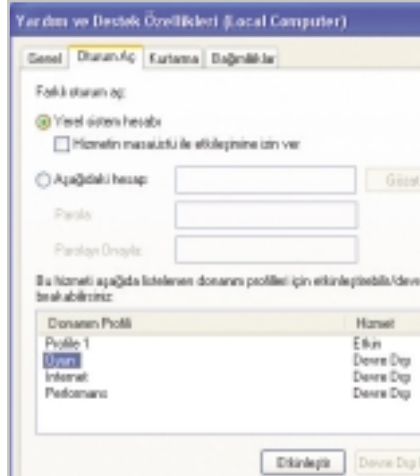 Yardım ve Destek Özellikleri (Local Computer)
Genel Oturum Aç Kurtarma Bağımlılıklar
Farklı oturum aç:
Yerel sistem hesabı
Hizmetin masaüstü ile etkileşimine izin ver
Aşağıdaki hesap: Gözat
Parola:
Parolayı Onayla:
Bu hizmeti aşağıda listelenen donanım profilleri için etkinleştirebilir/deve
bırakabilirsiniz:
Donanım Profili Hizmet
Profile 1 Etkin
Oyun Devre Dışı
Internet Devre Dışı
Performans Devre Dışı
Etkinleştir Devre Dışı